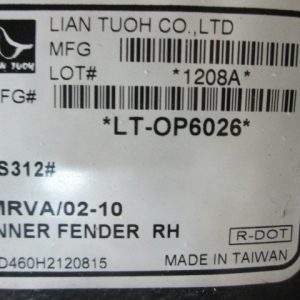 LIAN TUOH CO.,LTD
MFG
LOT#
*1208A*
TUOH
FG#
*LT-OP6026*
S312#
MRVA/02-10
NNER FENDER RH
R-DOT
D460H2120815
MADE IN TAIWAN